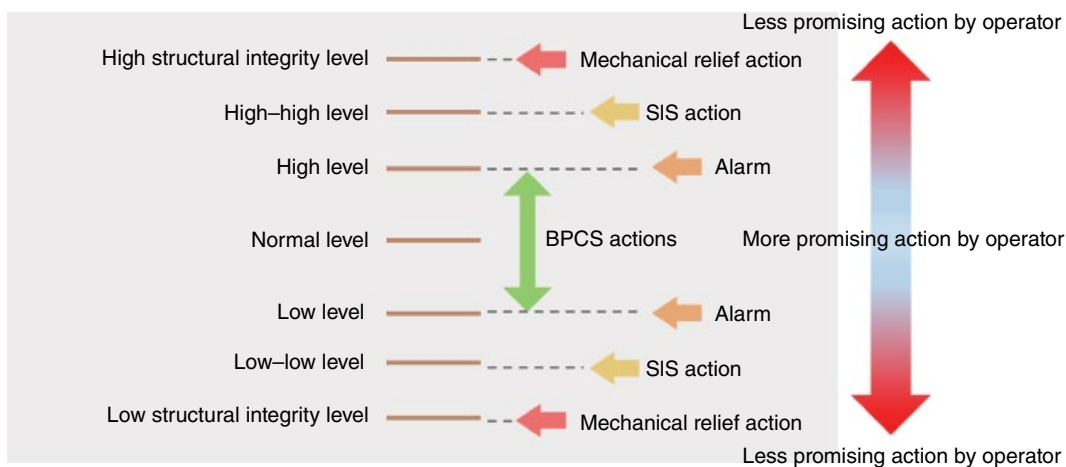 Less promising action by operator
High structural integrity level
Mechanical relief action
High–high level
SIS action
High level
Alarm
Normal level
BPCS actions
More promising action by operator
Low level
Alarm
Low–low level
SIS action
Low structural integrity level
Mechanical relief action
Less promising action by operator